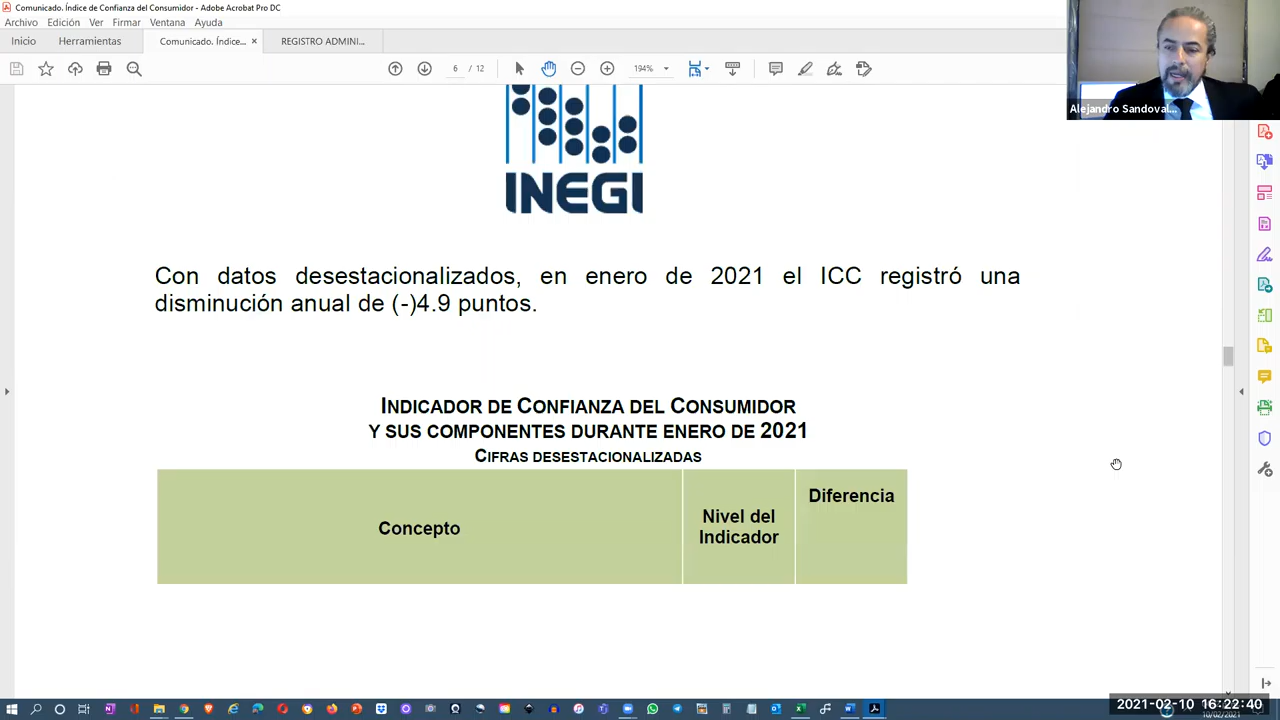 Comunicado. Índice de Confianza del Consumidor - Adobe Acrobat Pro DC
Archivo Edición Ver Firmar Ventana Ayuda
Inicio Herramientas Comunicado. Índice... × REGISTRO ADMINI...
6 / 12 194%
Alejandro Sandoval...
INEGI
Con datos desestacionalizados, en enero de 2021 el ICC registró una
disminución anual de (-)4.9 puntos.
INDICADOR DE CONFIANZA DEL CONSUMIDOR
Y SUS COMPONENTES DURANTE ENERO DE 2021
CIFRAS DESESTACIONALIZADAS
Concepto
Nivel del
Indicador
Diferencia
2021-02-10 16:22:40
10/02/2021